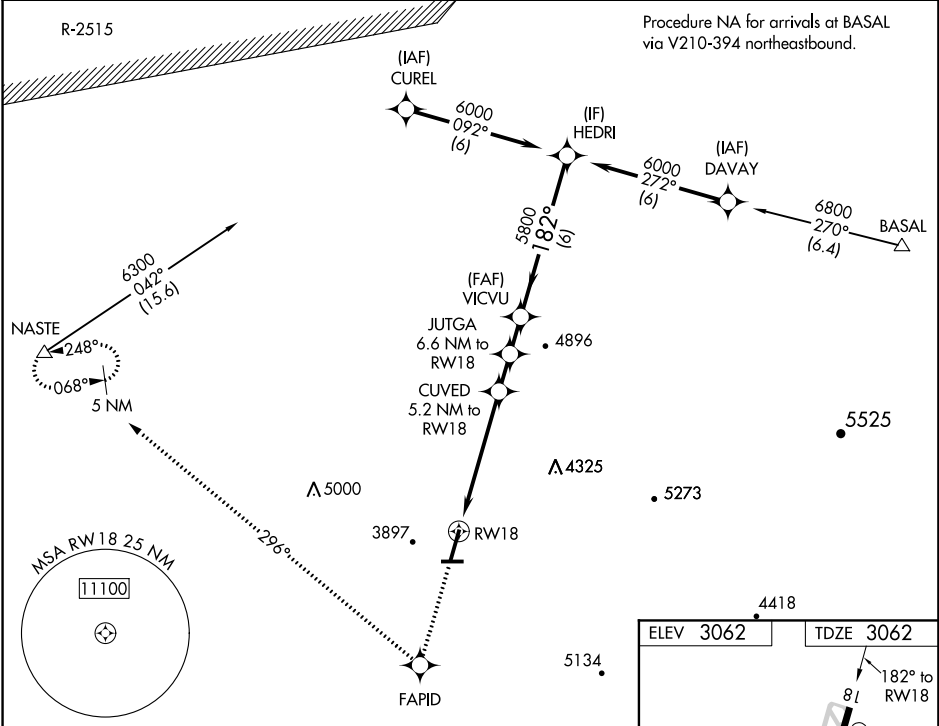 R-2515
Procedure NA for arrivals at BASAL
via V210-394 northeastbound.
(IAF)
CUREL
6000
092°
(6)
(IF)
HEDRI
(IAF)
DAVAY
6000
272°
(6)
6800
270°
(6.4)
BASAL
5800
182°
(6)
6300
042°
(15.6)
NASTE
248°
068°
5 NM
(FAF)
VICVU
JUTGA
6.6 NM to
RW18
4896
CUVED
5.2 NM to
RW18
5525
4325
5000
5273
3897
RW18
296°
MSA RW18 25 NM
11100
4418
ELEV 3062
TDZE 3062
5134
182° to
RW18
18
FAPID